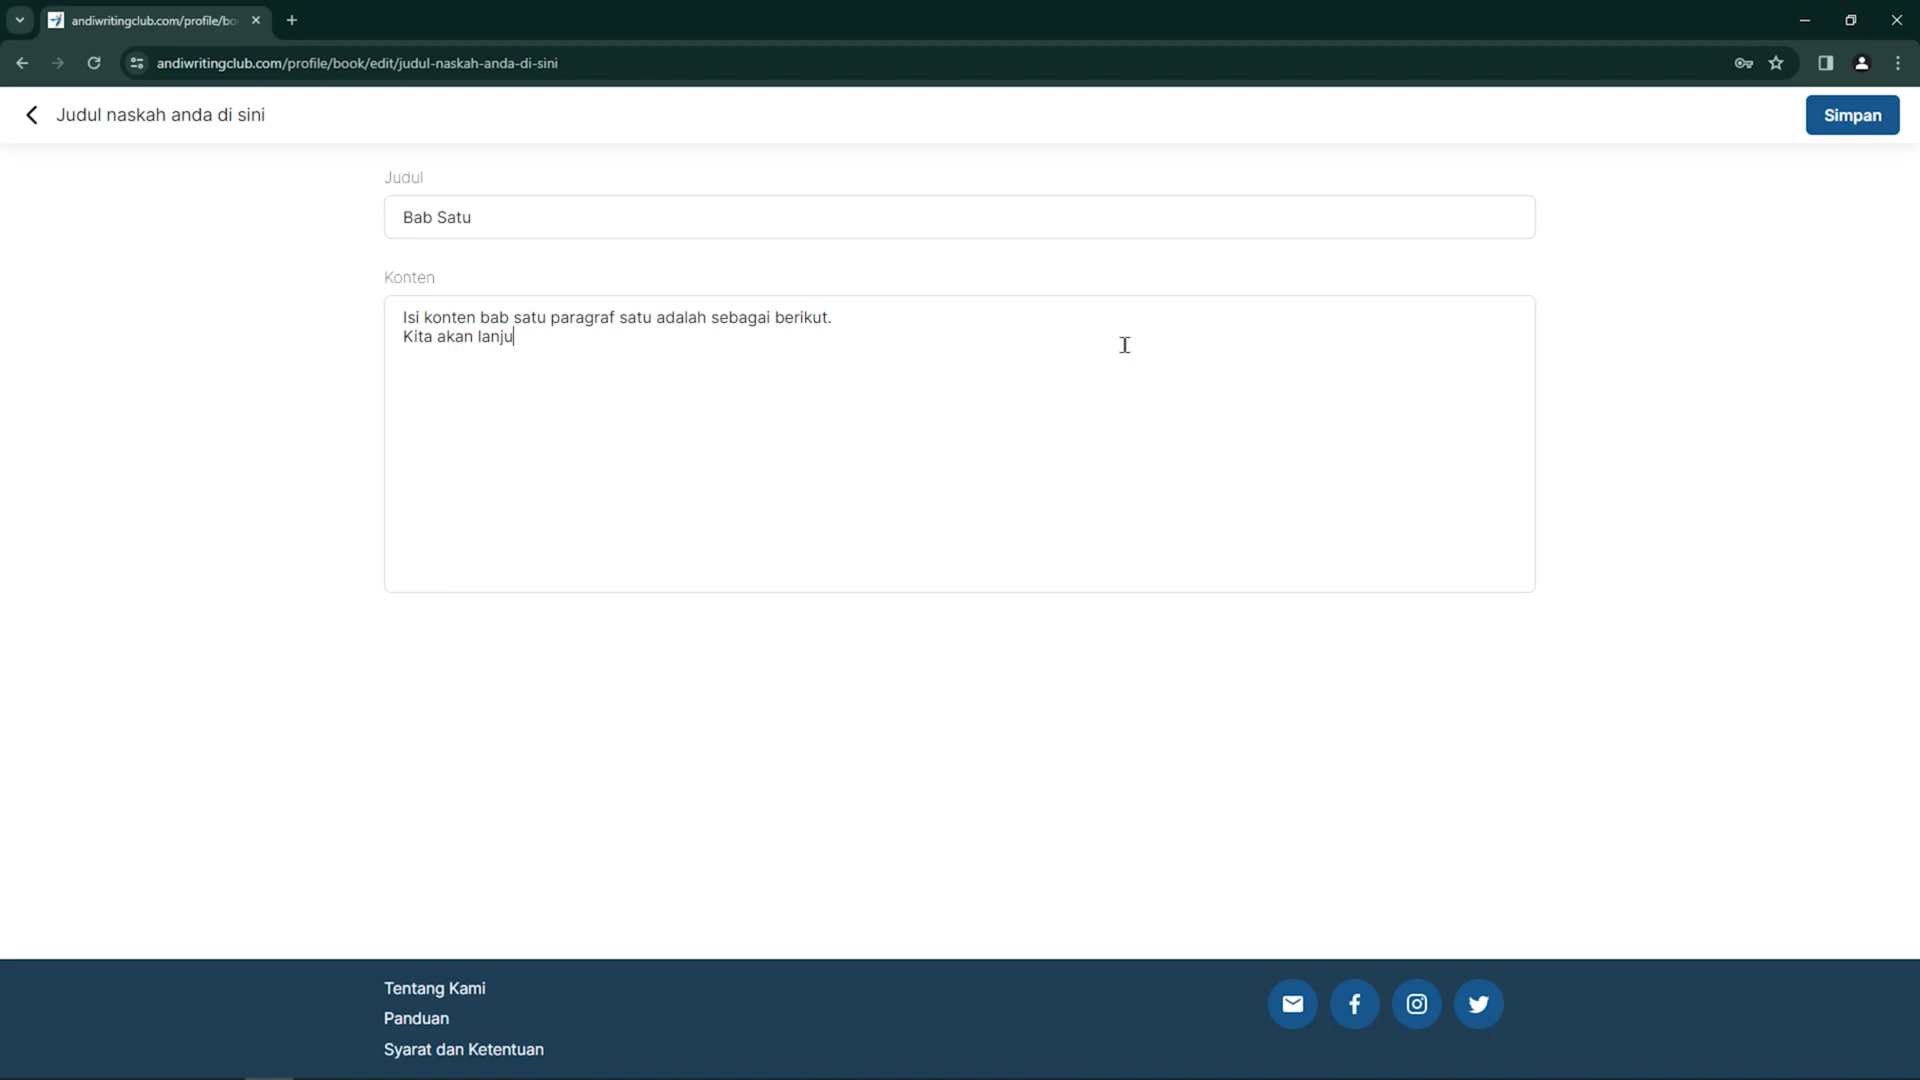 andiwritingclub.com/profile/bo
andiwritingclub.com/profile/book/edit/judul-naskah-anda-di-sini
Judul naskah anda di sini
Simpan
Judul
Bab Satu
Konten
Isi konten bab satu paragraf satu adalah sebagai berikut.
Kita akan lanju
Tentang Kami
Panduan
Syarat dan Ketentuan